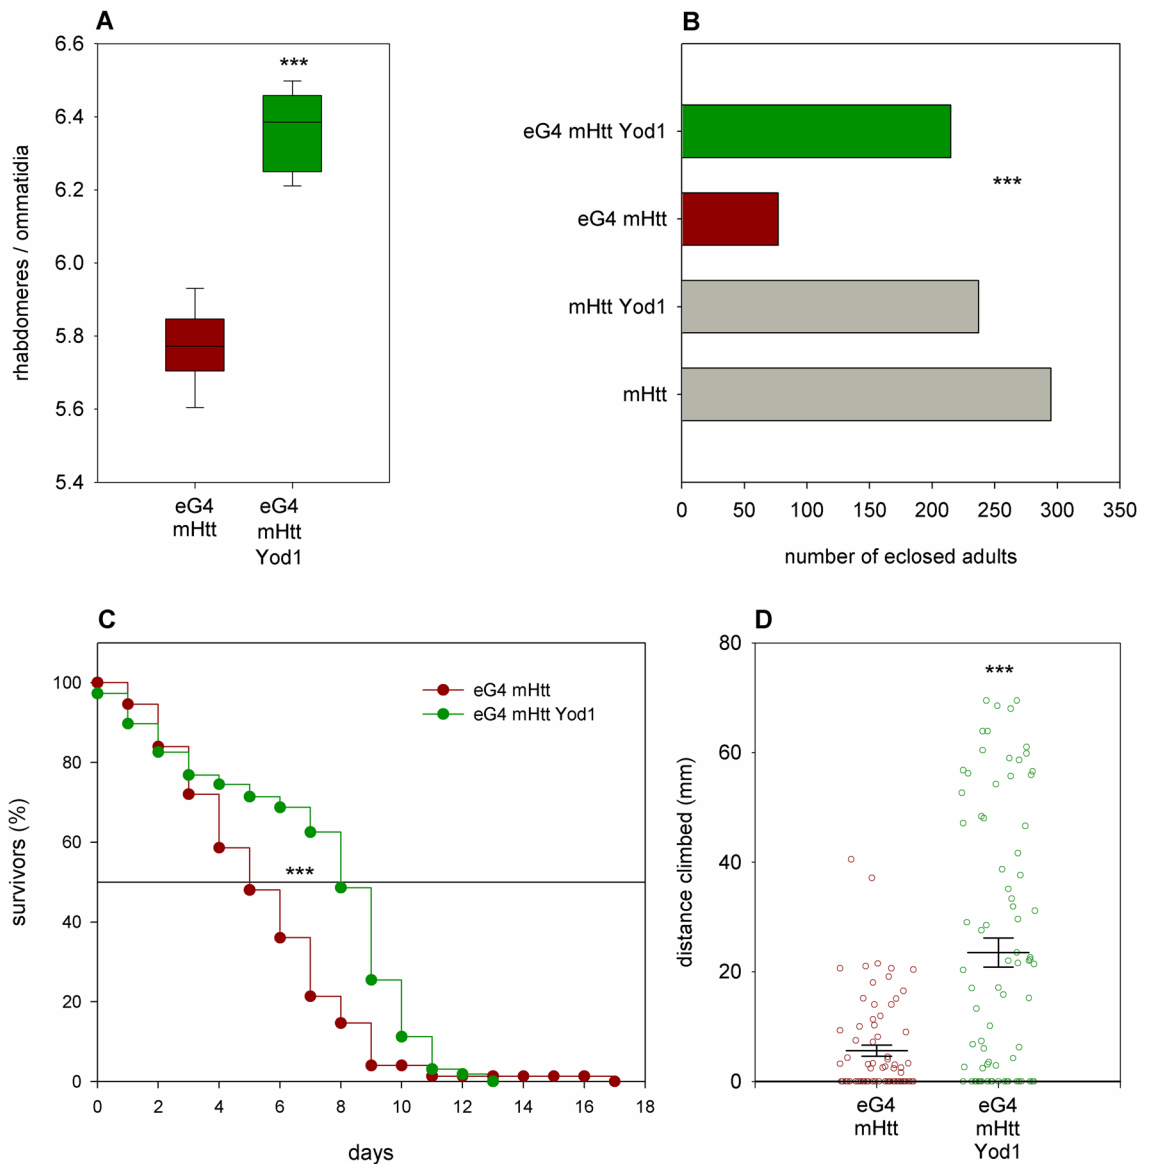 A
6.6
6.4
6.2
6.0
5.8
5.6
5.4
rhabdomeres / ommatidia
***
eG4
mHtt
eG4
mHtt
Yod1
B
eG4 mHtt Yod1
eG4 mHtt
mHtt Yod1
mHtt
***
0 50 100 150 200 250 300 350
number of eclosed adults
C
100
80
60
40
20
0
survivors (%)
eG4 mHtt
eG4 mHtt Yod1
***
0 2 4 6 8 10 12 14 16 18
days
D
80
60
40
20
0
distance climbed (mm)
***
eG4
mHtt
eG4
mHtt
Yod1